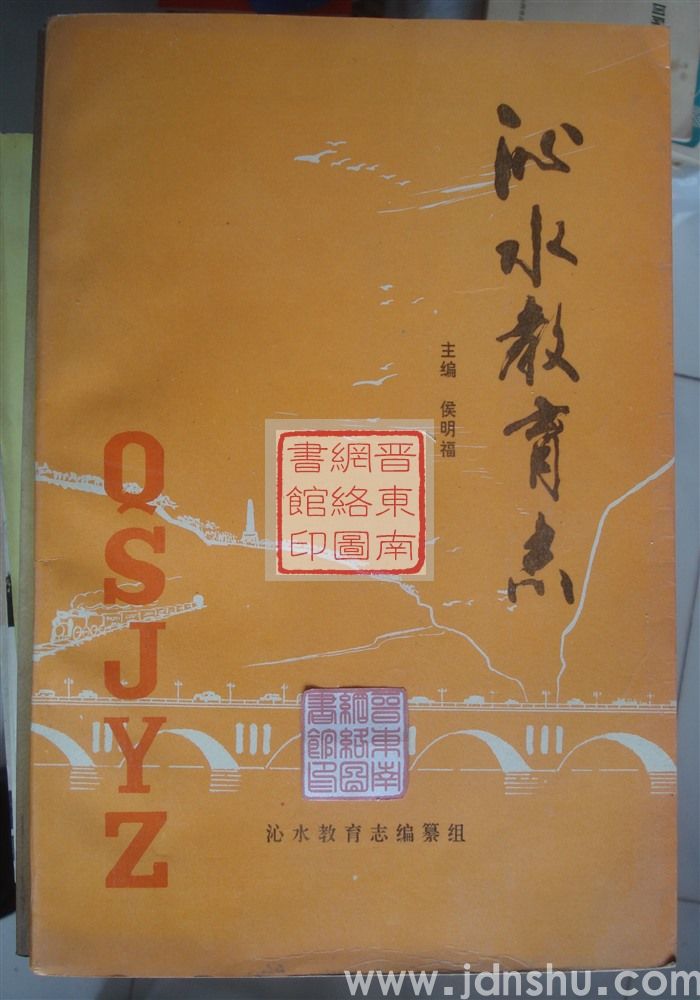 沁水教育志
主编 侯明福
QSJYZ
晋東南
網絡圖
書館印
晋東南
網絡圖
書館印
沁水教育志编纂组
www.jdnshu.com